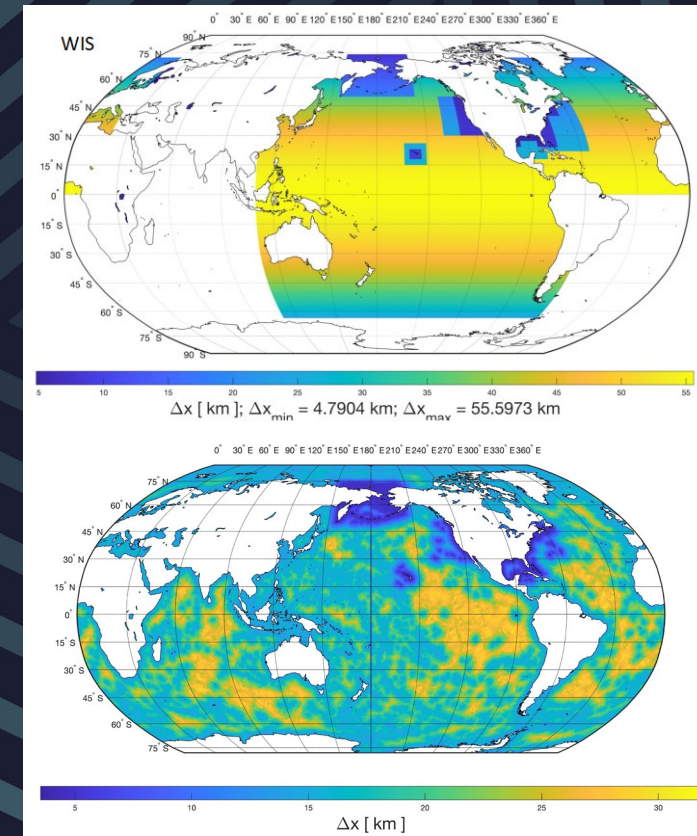 0° 30° E 60° E 90° E 120° E 150° E 180° E 210° E 240° E 270° E 300° E 330° E 360° E
WIS
75° N
60° N
45° N
30° N
15° N
0°
15° S
30° S
45° S
60° S
75° S
90° S
5 10 15 20 25 30 35 40 45 50 55
Δx [ km ]; Δx_min = 4.7904 km; Δx_max = 55.5973 km
0° 30° E 60° E 90° E 120° E 150° E 180° E 210° E 240° E 270° E 300° E 330° E 360° E
75° N
60° N
45° N
30° N
15° N
0°
15° S
30° S
45° S
60° S
75° S
5 10 15 20 25 30
Δx [ km ]